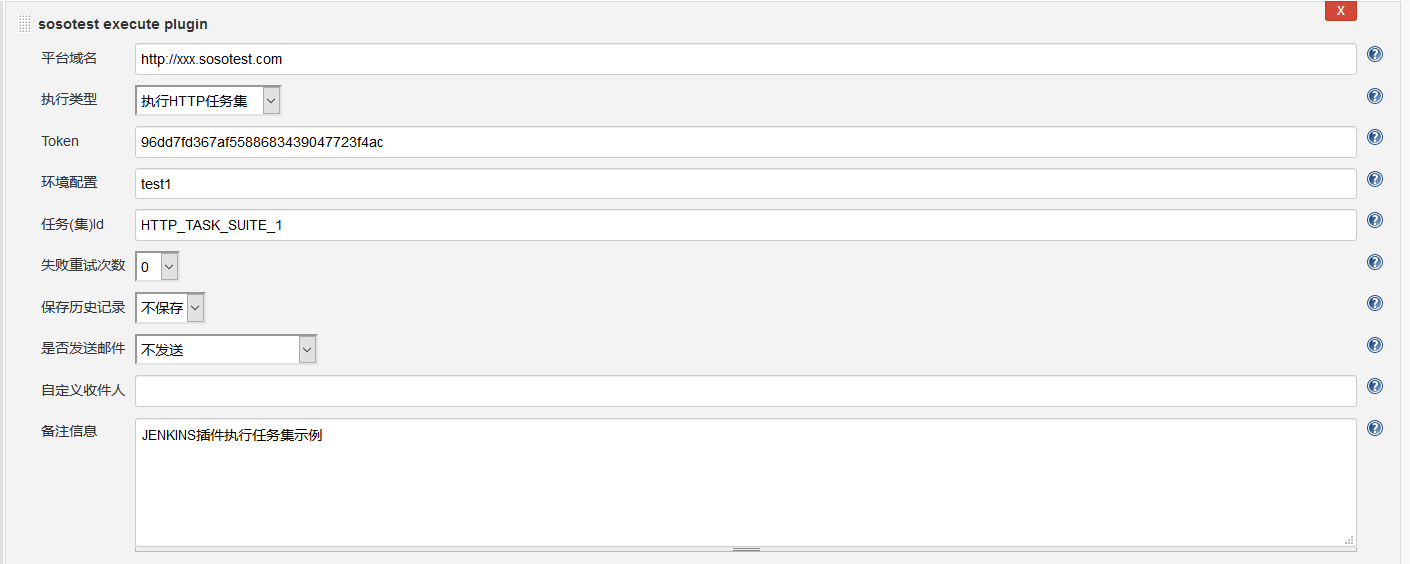 sosotest execute plugin
X
平台域名 http://xxx.sosotest.com
执行类型 执行HTTP任务集
Token 96dd7fd367af5588683439047723f4ac
环境配置 test1
任务(集)Id HTTP_TASK_SUITE_1
失败重试次数 0
保存历史记录 不保存
是否发送邮件 不发送
自定义收件人
备注信息 JENKINS插件执行任务集示例